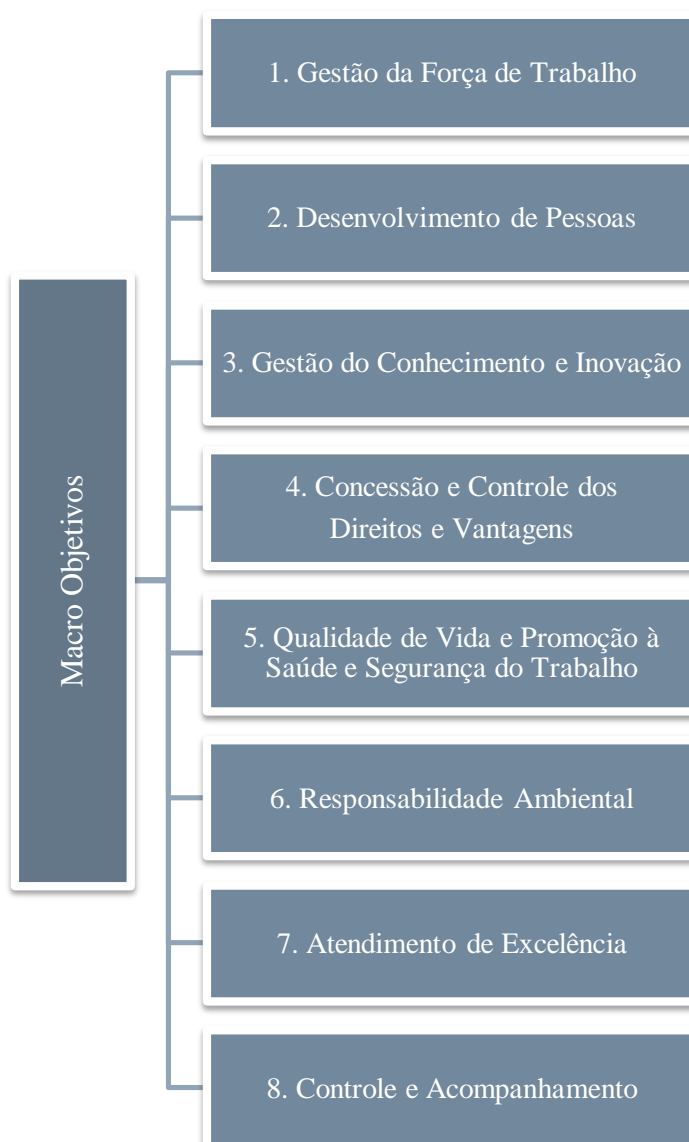 Macro Objetivos
1. Gestão da Força de Trabalho
2. Desenvolvimento de Pessoas
3. Gestão do Conhecimento e Inovação
4. Concessão e Controle dos
Direitos e Vantagens
5. Qualidade de Vida e Promoção à
Saúde e Segurança do Trabalho
6. Responsabilidade Ambiental
7. Atendimento de Excelência
8. Controle e Acompanhamento